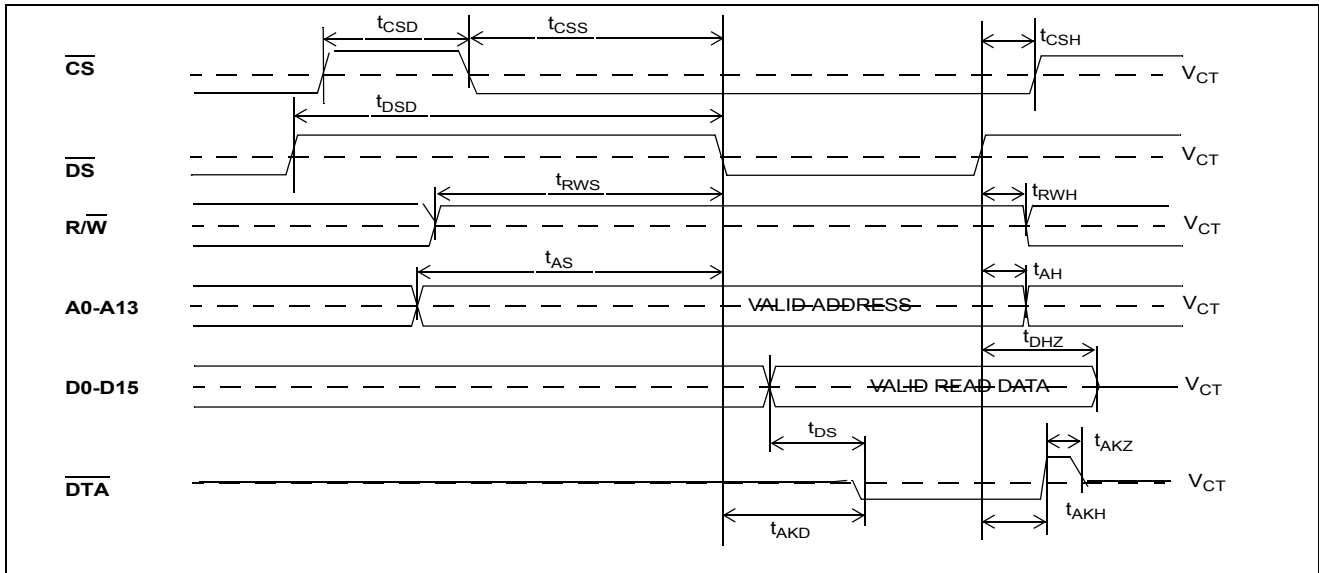 tCSD
tCSS
tCSH
CS
VCT
tDSD
DS
VCT
tRWS
tRWH
R/W
VCT
tAS
tAH
A0-A13
VALID ADDRESS
VCT
tDHZ
D0-D15
VALID READ DATA
VCT
tDS
tAKZ
DTA
VCT
tAKD
tAKH